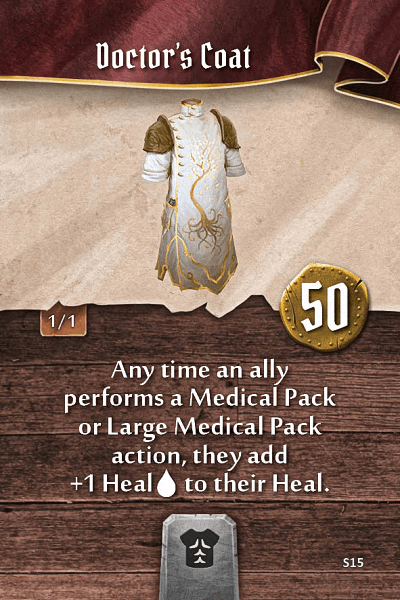 Doctor's Coat
1/1
50
Any time an ally
performs a Medical Pack
or Large Medical Pack
action, they add
+1 Heal to their Heal.
S15